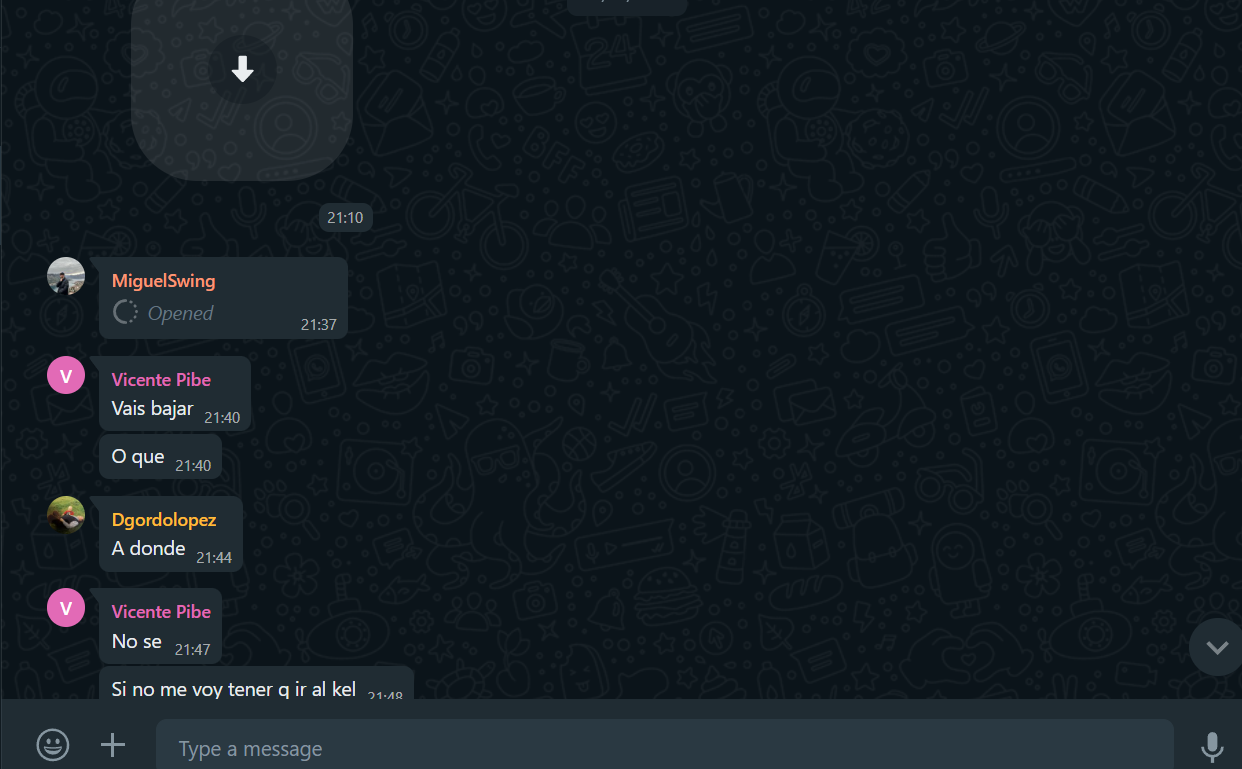 24
21:10
MiguelSwing
Opened
21:37
V
Vicente Pibe
Vais bajar 21:40
O que 21:40
Dgordolopez
A donde 21:44
V
Vicente Pibe
No se 21:47
Si no me voy tener q ir al kel 21:48
Type a message